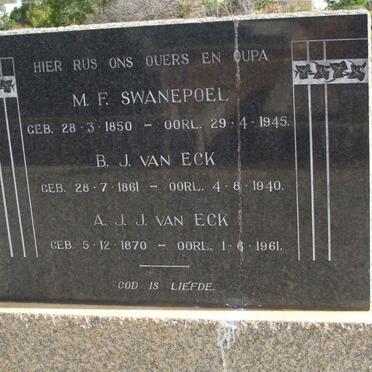 HIER RUS ONS OUERS EN OUPA
M. F. SWANEPOEL
GEB. 28·3·1850 – OORL. 29·4·1945.
B. J. VAN ECK
GEB. 28·7·1861 – OORL. 4·8·1940.
A. J. J. VAN ECK
GEB. 5·12·1870 – OORL. 1·6·1961.
GOD IS LIEFDE.